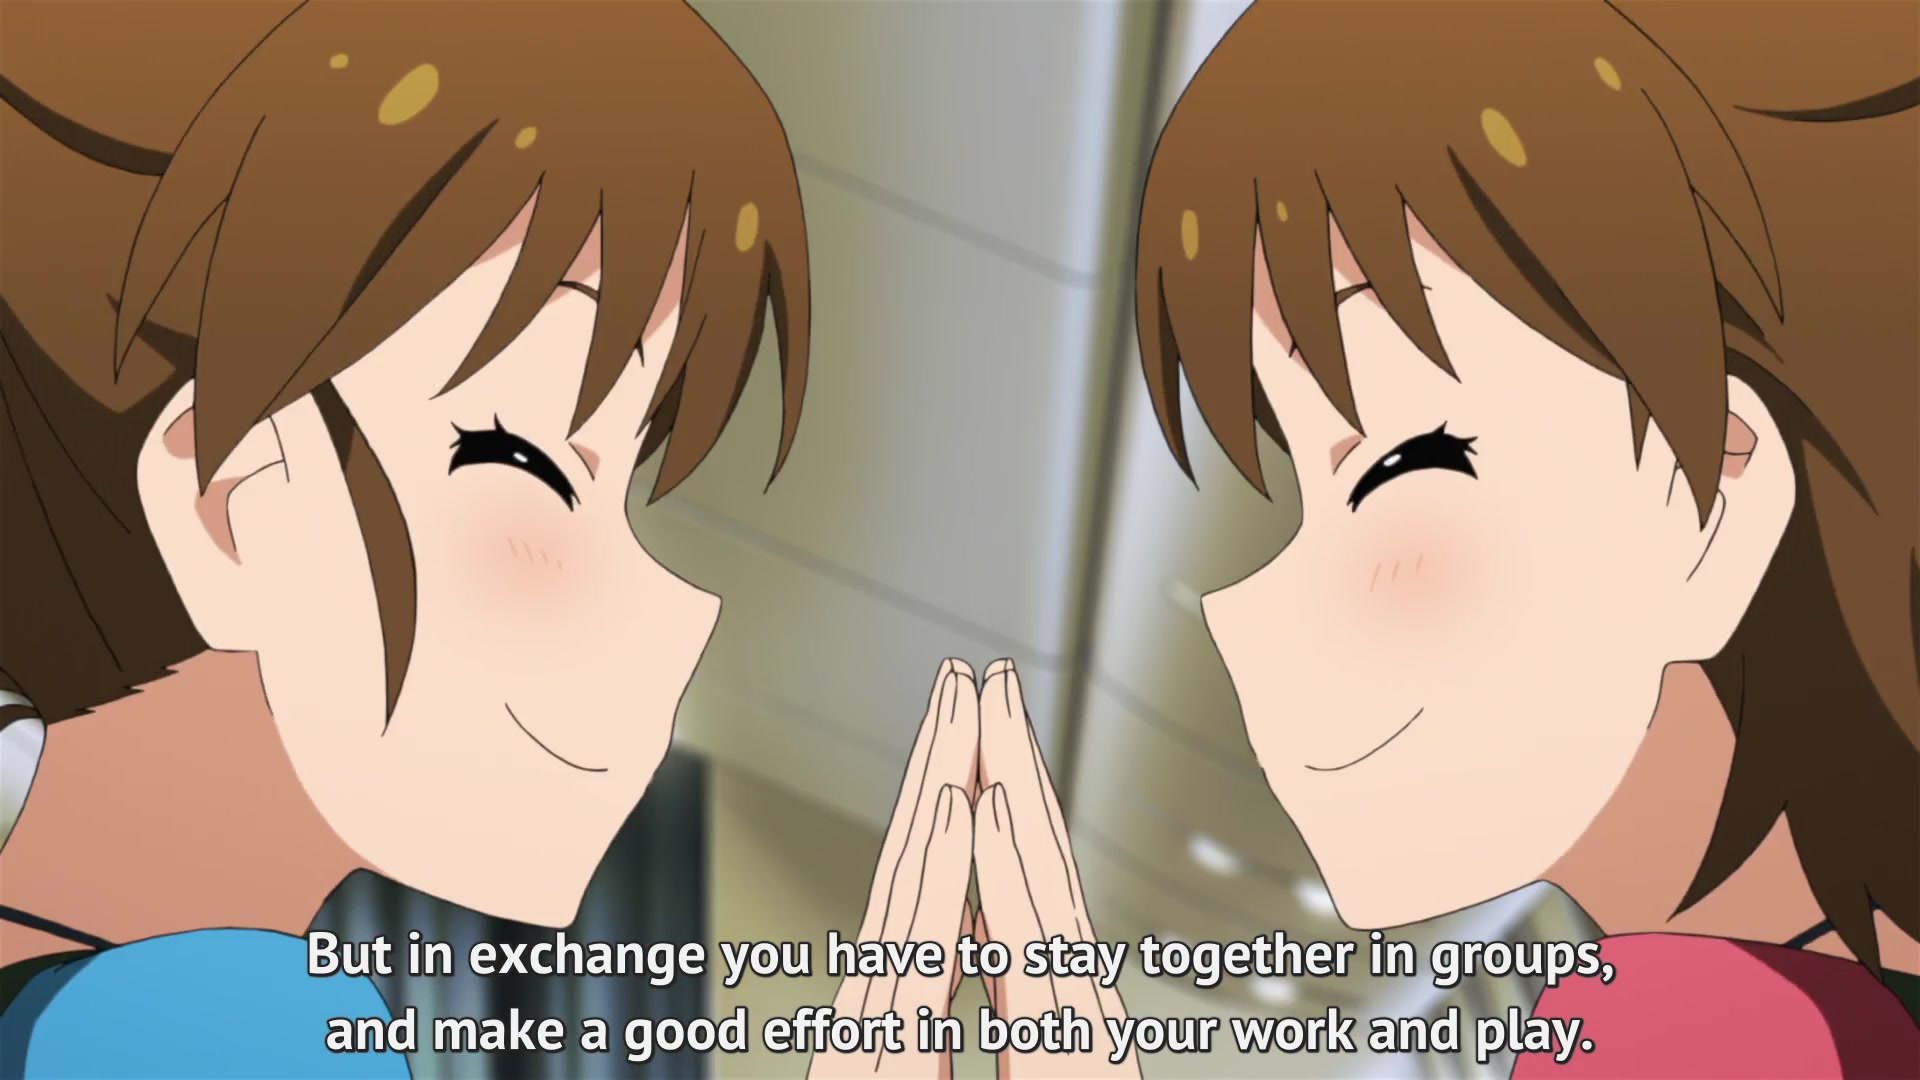 But in exchange you have to stay together in groups,
and make a good effort in both your work and play.